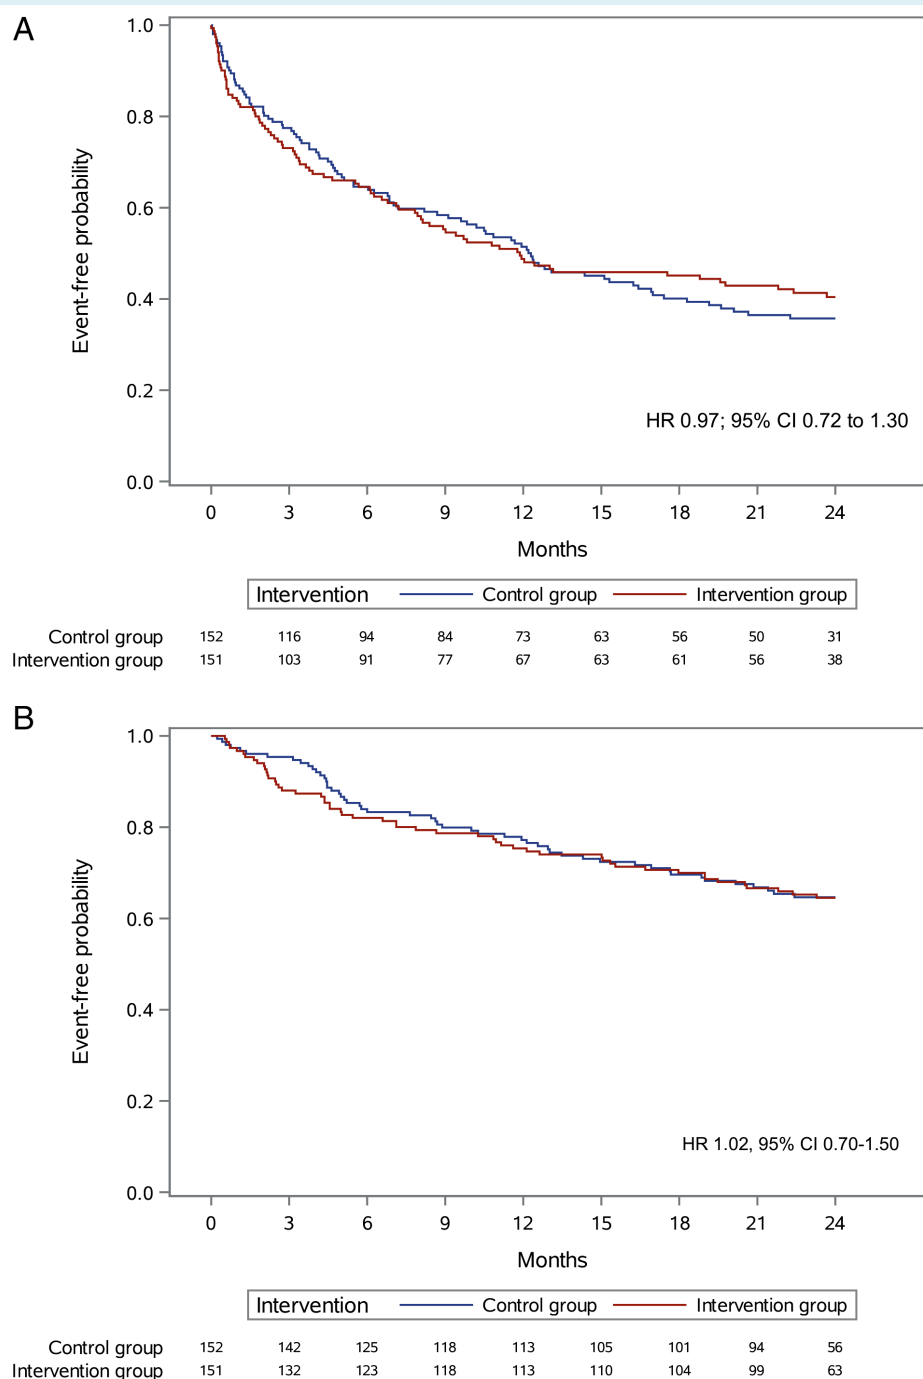 A
1.0
0.8
0.6
0.4
0.2
0.0
Event-free probability
HR 0.97; 95% CI 0.72 to 1.30
0 3 6 9 12 15 18 21 24
Months
Intervention Control group Intervention group
Control group 152 116 94 84 73 63 56 50 31
Intervention group 151 103 91 77 67 63 61 56 38
B
1.0
0.8
0.6
0.4
0.2
0.0
Event-free probability
HR 1.02, 95% CI 0.70-1.50
0 3 6 9 12 15 18 21 24
Months
Intervention Control group Intervention group
Control group 152 142 125 118 113 105 101 94 56
Intervention group 151 132 123 118 113 110 104 99 63